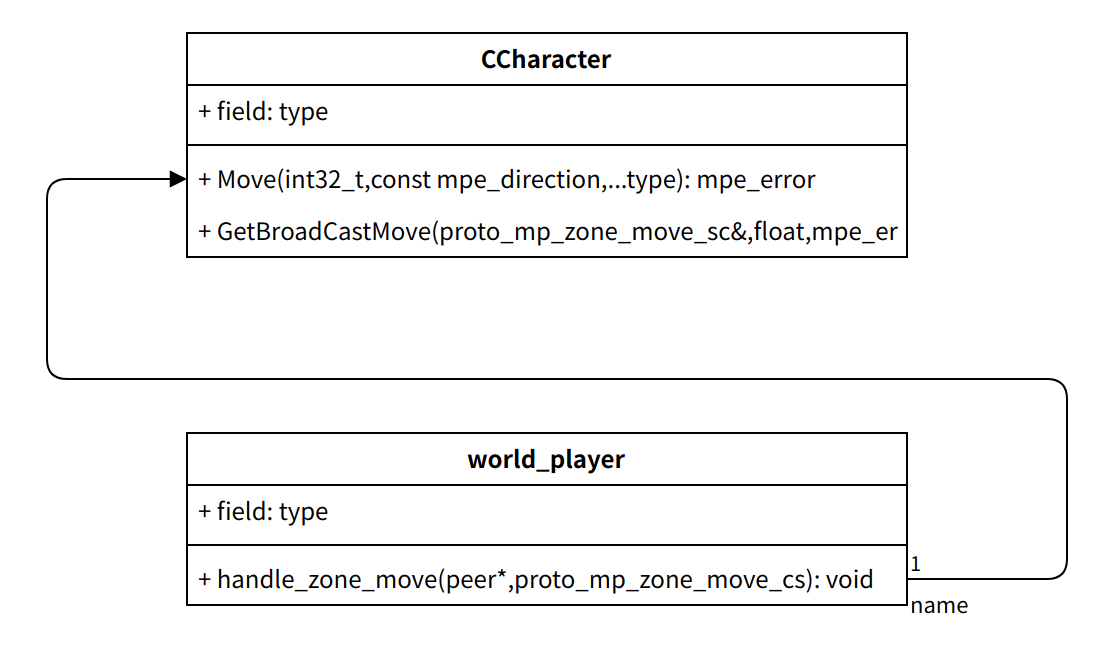 CCharacter
+ field: type
+ Move(int32_t,const mpe_direction,...type): mpe_error
+ GetBroadCastMove(proto_mp_zone_move_sc&,float,mpe_er
world_player
+ field: type
+ handle_zone_move(peer*,proto_mp_zone_move_cs): void
1
name